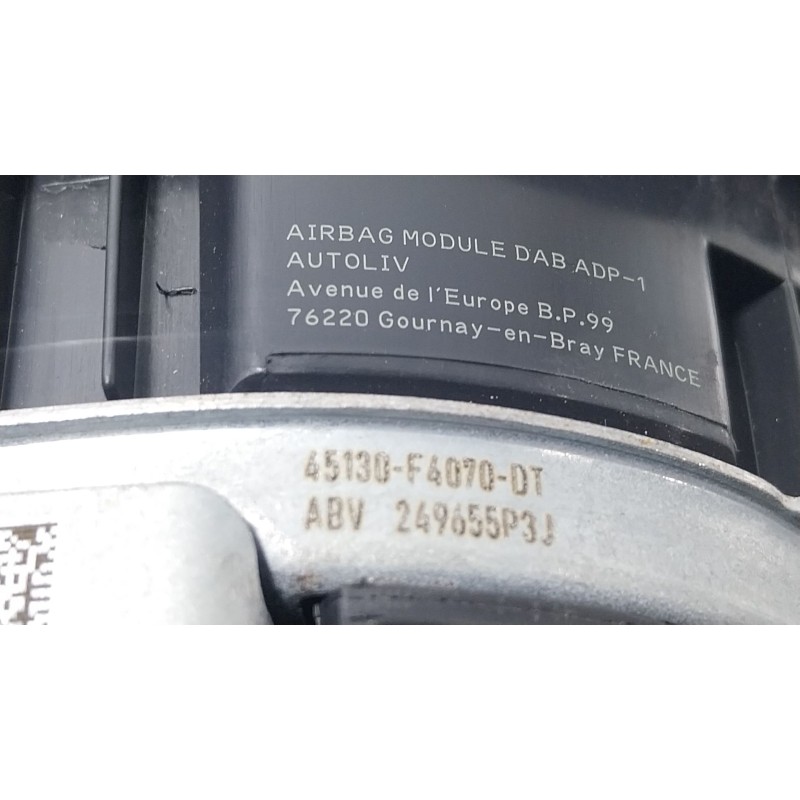 AIRBAG MODULE DAB ADP-1
AUTOLIV
Avenue de l'Europe B.P.99
76220 Gournay-en-Bray FRANCE
45130-F4070-DT
ABV 249655P3J